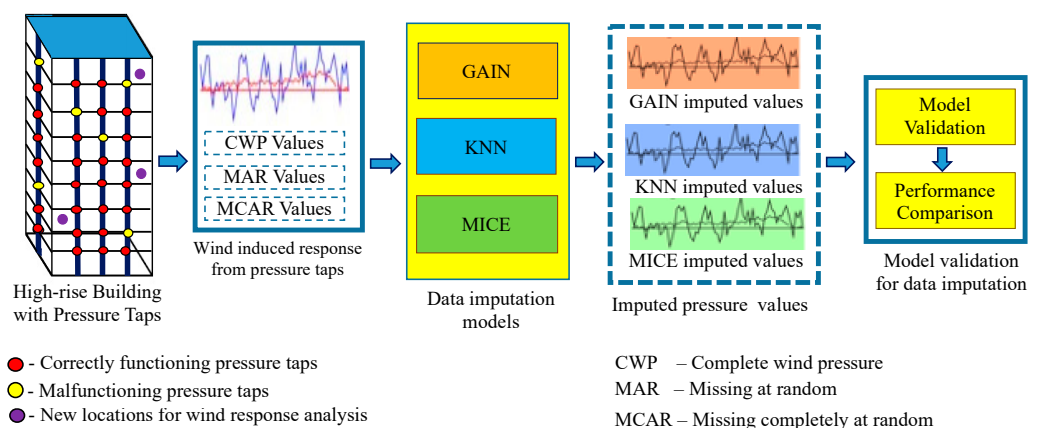 CWP Values
MAR Values
MCAR Values
Wind induced response
from pressure taps
High-rise Building
with Pressure Taps
GAIN
KNN
MICE
Data imputation
models
GAIN imputed values
KNN imputed values
MICE imputed values
Imputed pressure values
Model
Validation
Performance
Comparison
Model validation
for data imputation
- Correctly functioning pressure taps
- Malfunctioning pressure taps
- New locations for wind response analysis
CWP – Complete wind pressure
MAR – Missing at random
MCAR – Missing completely at random